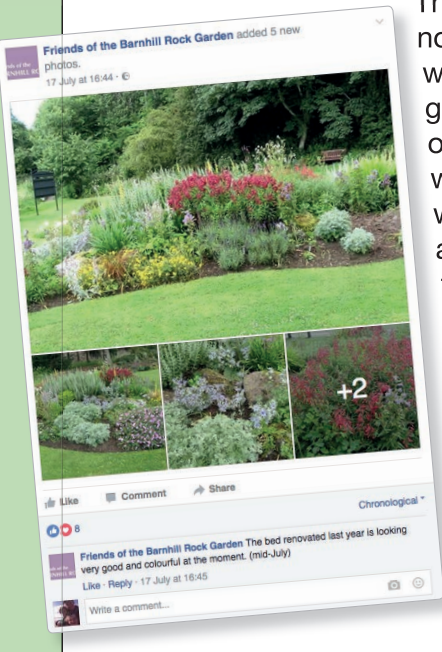 Friends of the Barnhill Rock Garden added 5 new
photos.
17 July at 16:44
+2
Like Comment Share
8
Chronological
Friends of the Barnhill Rock Garden The bed renovated last year is looking
very good and colourful at the moment. (mid-July)
Like · Reply · 17 July at 16:45
Write a comment...